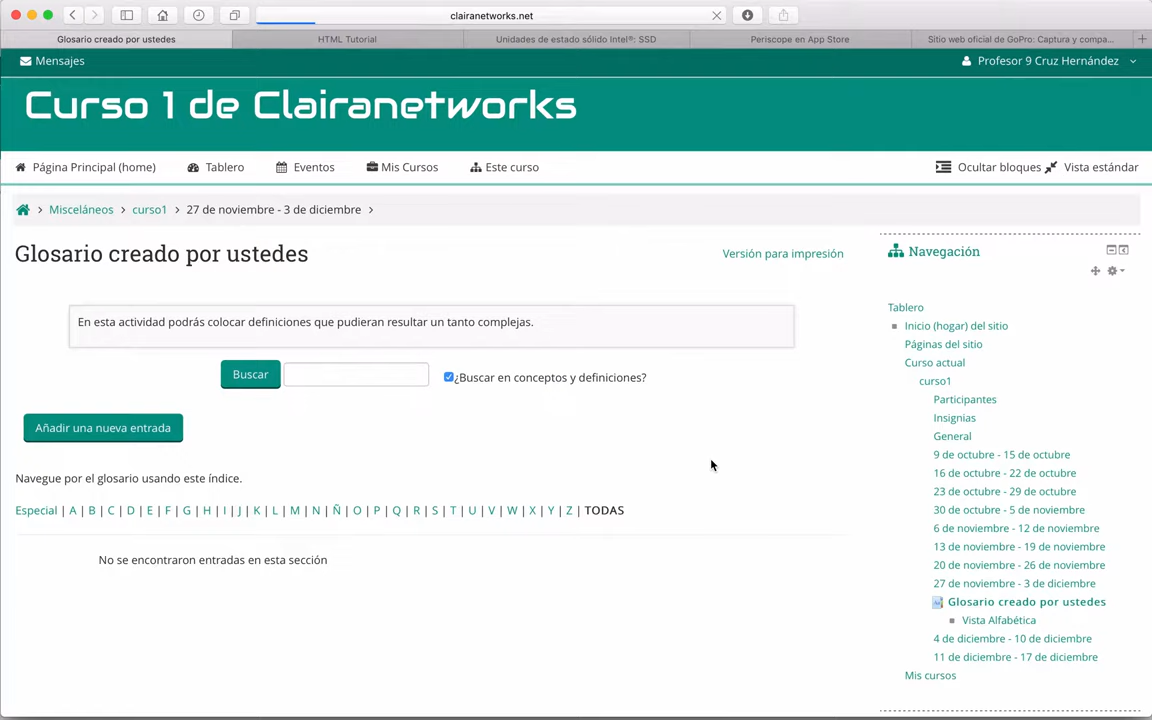 clairanetworks.net
Glosario creado por ustedes
HTML Tutorial
Unidades de estado sólido Intel®: SSD
Periscope en App Store
Sitio web oficial de GoPro: Captura y compa...
Mensajes
Profesor 9 Cruz Hernández
Curso 1 de Clairanetworks
Página Principal (home)
Tablero
Eventos
Mis Cursos
Este curso
Ocultar bloques
Vista estándar
Misceláneos > curso1 > 27 de noviembre - 3 de diciembre >
Glosario creado por ustedes
Versión para impresión
En esta actividad podrás colocar definiciones que pudieran resultar un tanto complejas.
Buscar
¿Buscar en conceptos y definiciones?
Añadir una nueva entrada
Navegue por el glosario usando este índice.
Especial | A | B | C | D | E | F | G | H | I | J | K | L | M | N | Ñ | O | P | Q | R | S | T | U | V | W | X | Y | Z | TODAS
No se encontraron entradas en esta sección
Navegación
Tablero
Inicio (hogar) del sitio
Páginas del sitio
Curso actual
curso1
Participantes
Insignias
General
9 de octubre - 15 de octubre
16 de octubre - 22 de octubre
23 de octubre - 29 de octubre
30 de octubre - 5 de noviembre
6 de noviembre - 12 de noviembre
13 de noviembre - 19 de noviembre
20 de noviembre - 26 de noviembre
27 de noviembre - 3 de diciembre
Glosario creado por ustedes
Vista Alfabética
4 de diciembre - 10 de diciembre
11 de diciembre - 17 de diciembre
Mis cursos